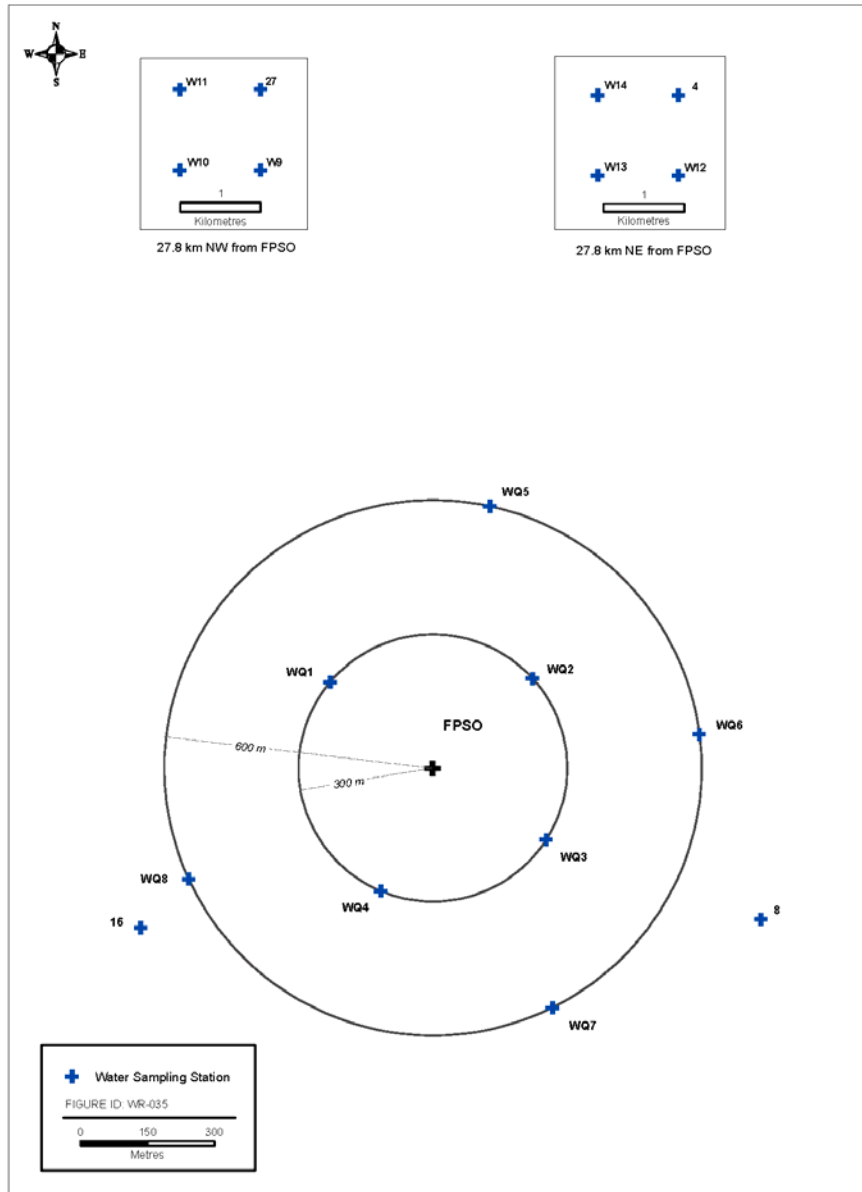 N
W E
S
W11 27
W10 W9
1
Kilometres
27.8 km NW from FPSO
W14 4
W13 W12
1
Kilometres
27.8 km NE from FPSO
WQ5
WQ1
WQ2
FPSO
WQ6
600 m
300 m
WQ3
WQ8
WQ4
16
8
WQ7
Water Sampling Station
FIGURE ID: WR-035
0 150 300
Metres